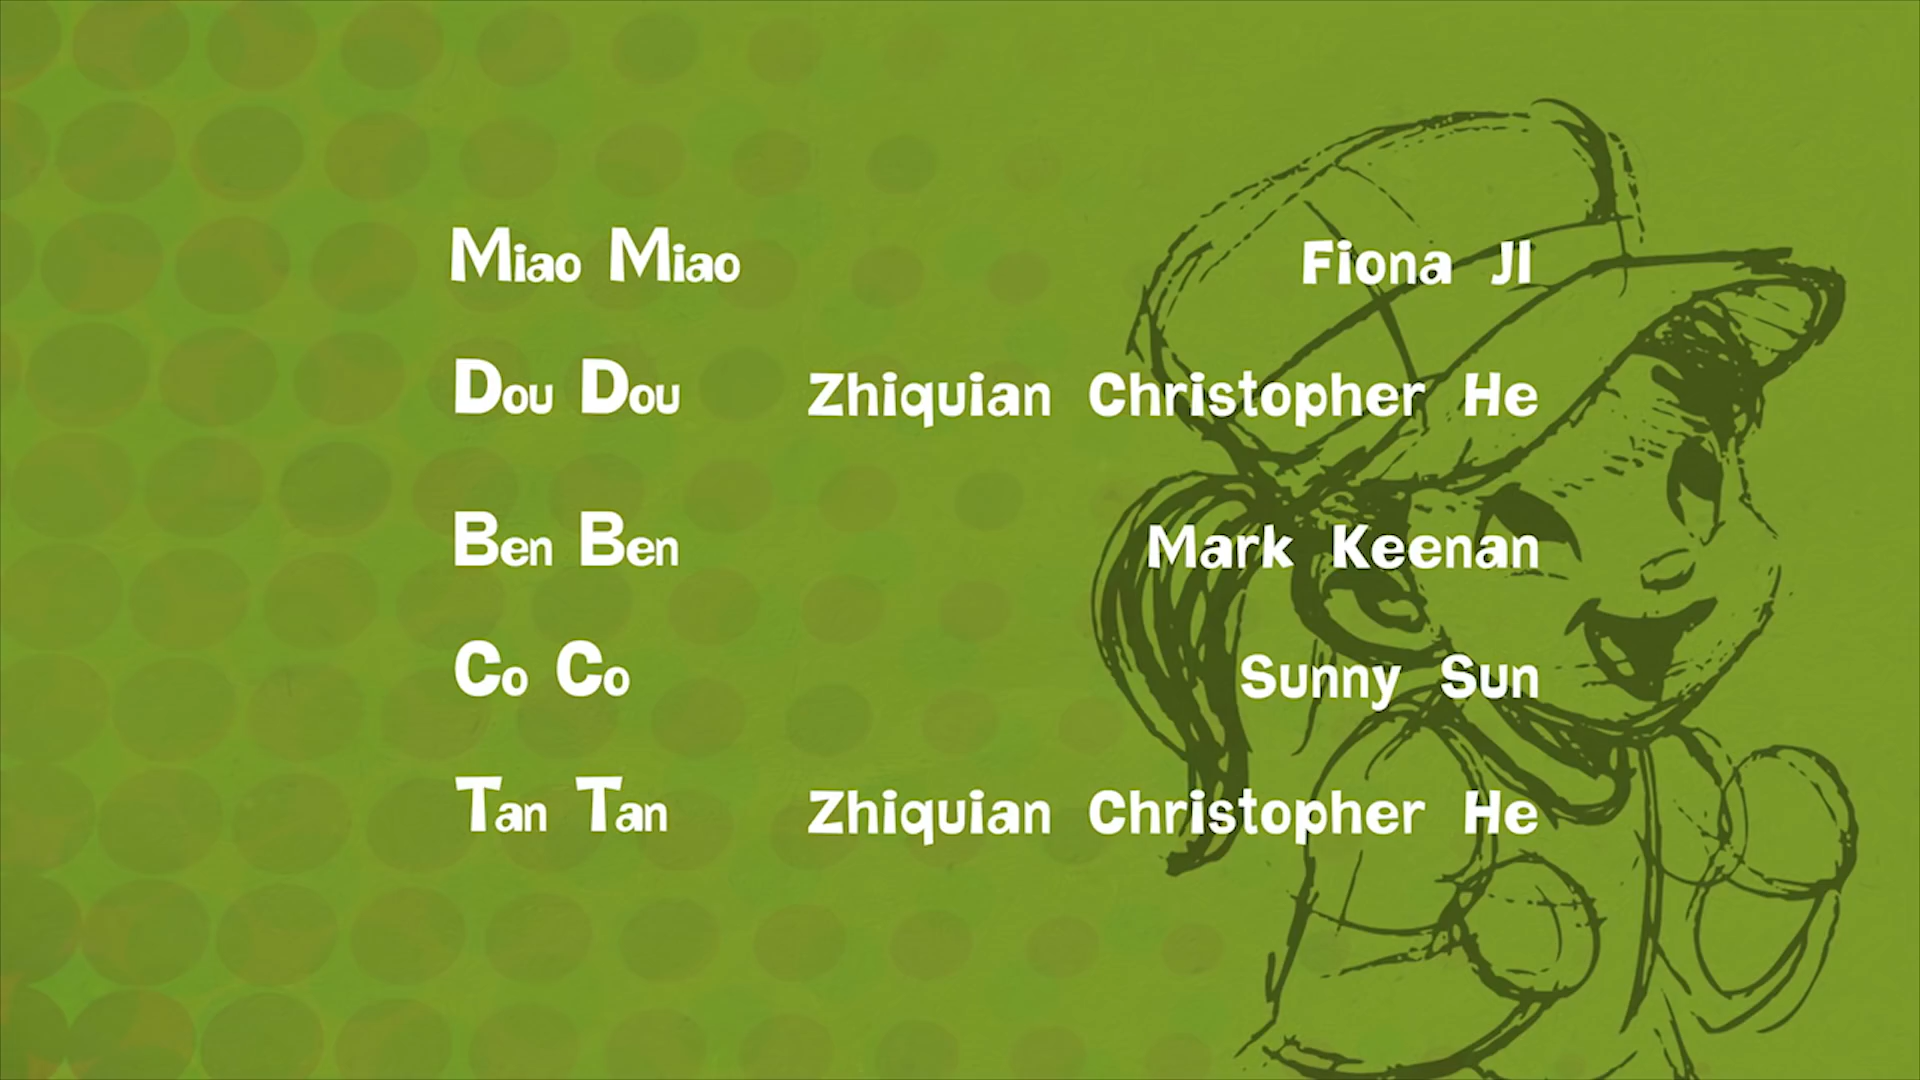 Miao Miao Fiona JI
Dou Dou Zhiquian Christopher He
Ben Ben Mark Keenan
Co Co Sunny Sun
Tan Tan Zhiquian Christopher He